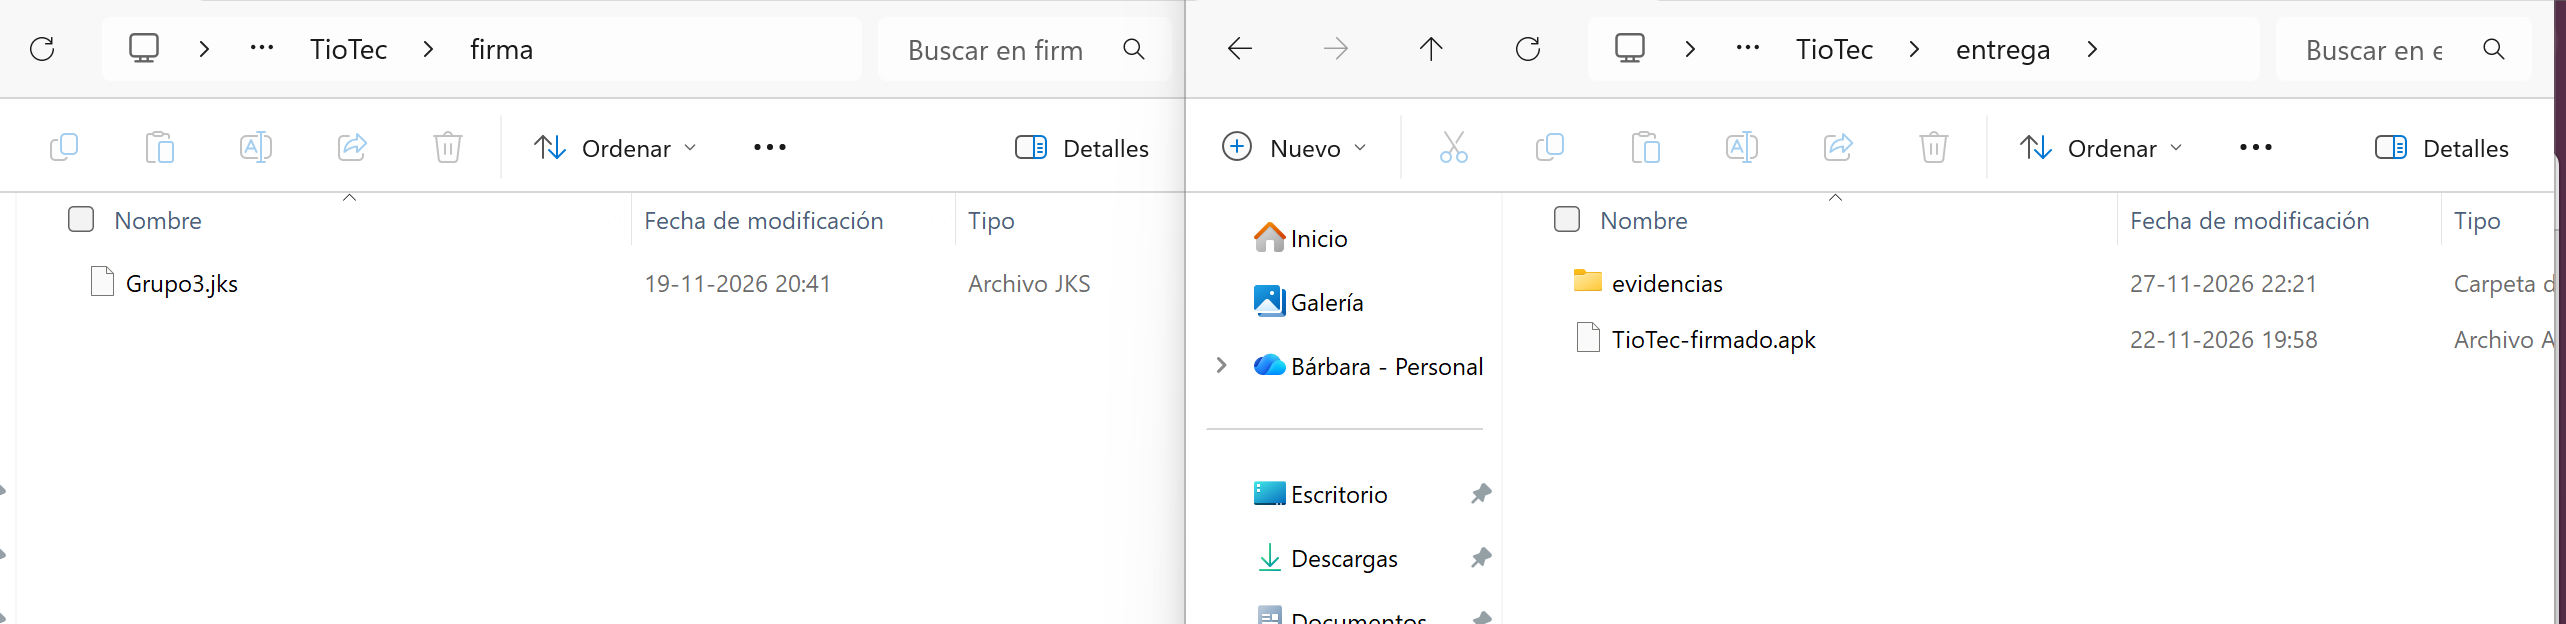 TioTec
firma
Buscar en firm
Ordenar
Detalles
Nombre
Fecha de modificación
Tipo
Grupo3.jks
19-11-2026 20:41
Archivo JKS
TioTec
entrega
Buscar en e
Nuevo
Ordenar
Detalles
Inicio
Galería
Bárbara - Personal
Escritorio
Descargas
Documentos
Nombre
Fecha de modificación
Tipo
evidencias
27-11-2026 22:21
Carpeta d
TioTec-firmado.apk
22-11-2026 19:58
Archivo A